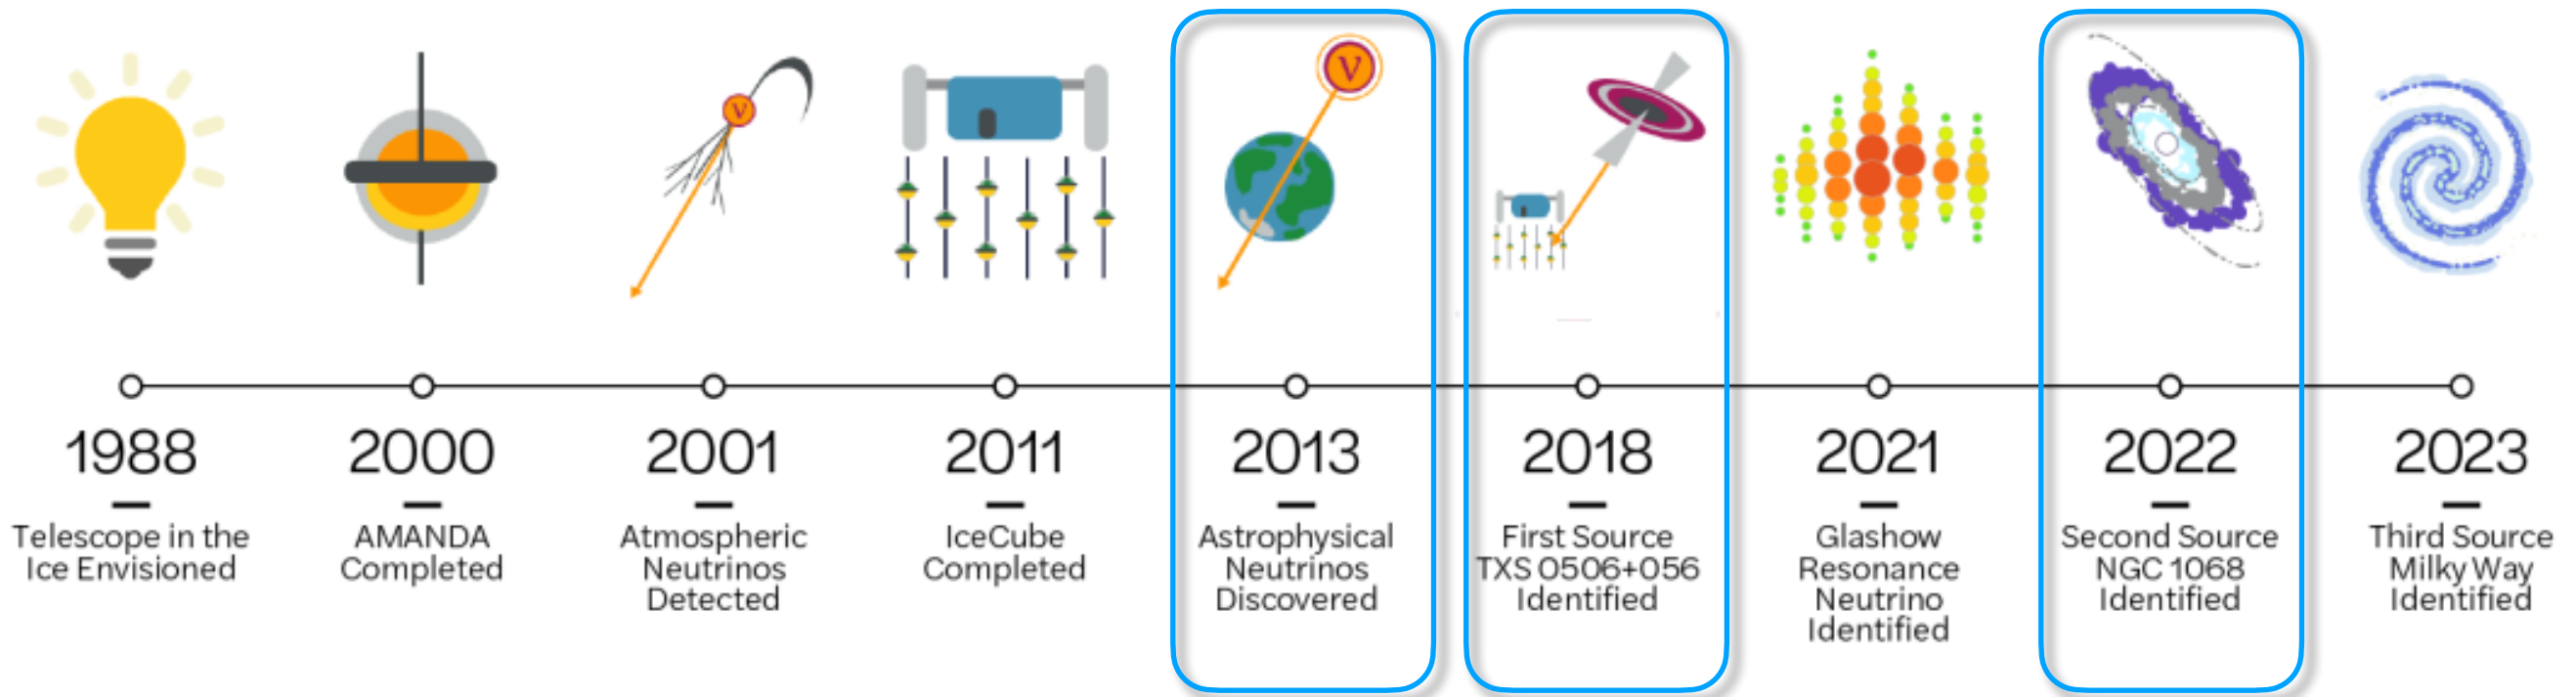 V
V
1988
Telescope in the
Ice Envisioned
2000
AMANDA
Completed
2001
Atmospheric
Neutrinos
Detected
2011
IceCube
Completed
2013
Astrophysical
Neutrinos
Discovered
2018
First Source
TXS 0506+056
Identified
2021
Glashow
Resonance
Neutrino
Identified
2022
Second Source
NGC 1068
Identified
2023
Third Source
Milky Way
Identified